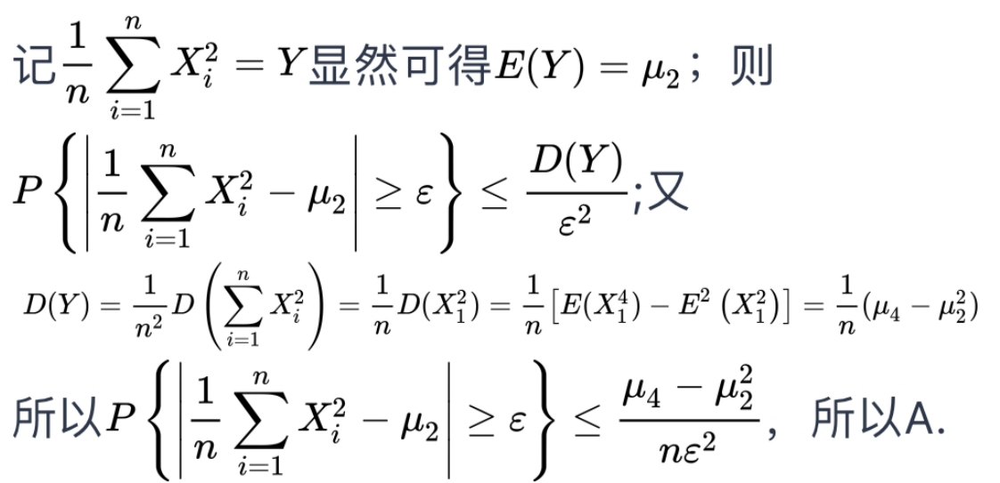 记 $\frac{1}{n}\sum_{i=1}^{n} X_i^2 = Y$ 显然可得 $E(Y) = \mu_2$；则
$P\left\{\left|\frac{1}{n}\sum_{i=1}^{n} X_i^2 - \mu_2\right| \geq \varepsilon\right\} \leq \frac{D(Y)}{\varepsilon^2}$;又
$D(Y) = \frac{1}{n^2} D\left(\sum_{i=1}^{n} X_i^2\right) = \frac{1}{n} D(X_1^2) = \frac{1}{n}[E(X_1^4) - E^2(X_1^2)] = \frac{1}{n}(\mu_4 - \mu_2^2)$
所以 $P\left\{\left|\frac{1}{n}\sum_{i=1}^{n} X_i^2 - \mu_2\right| \geq \varepsilon\right\} \leq \frac{\mu_4 - \mu_2^2}{n\varepsilon^2}$，所以A.